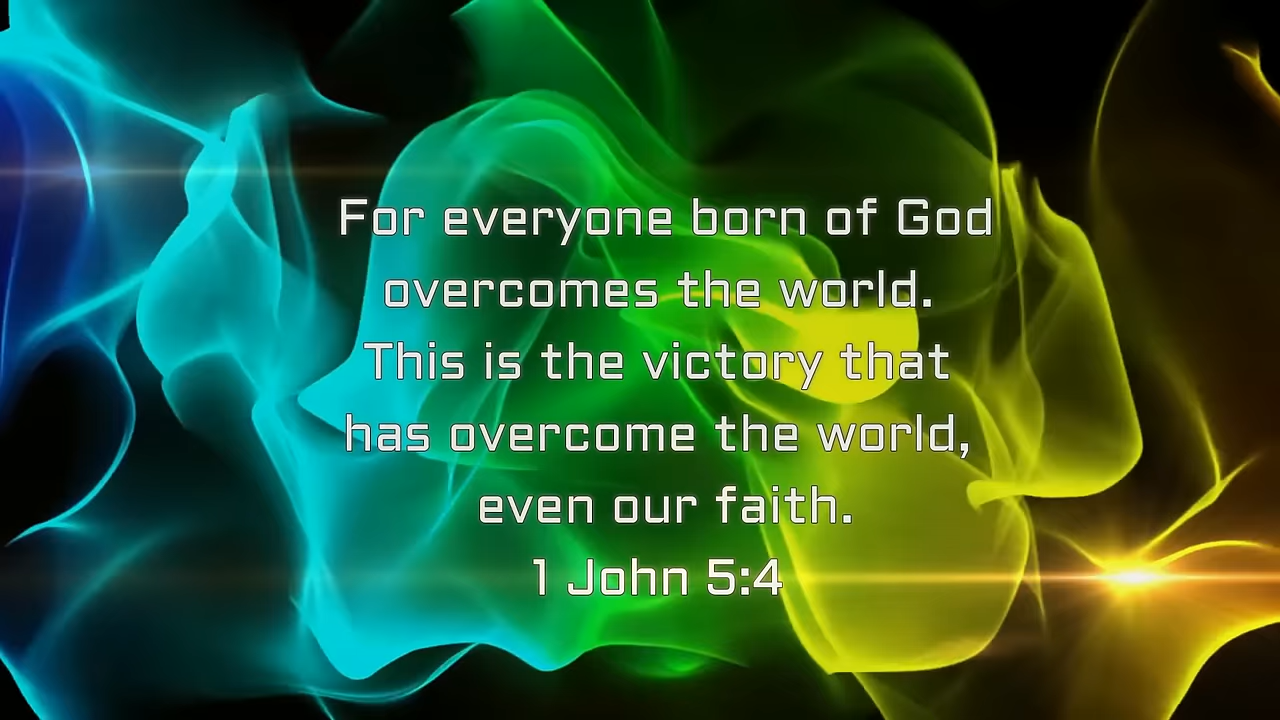 For everyone born of God
overcomes the world.
This is the victory that
has overcome the world,
even our faith.
1 John 5:4